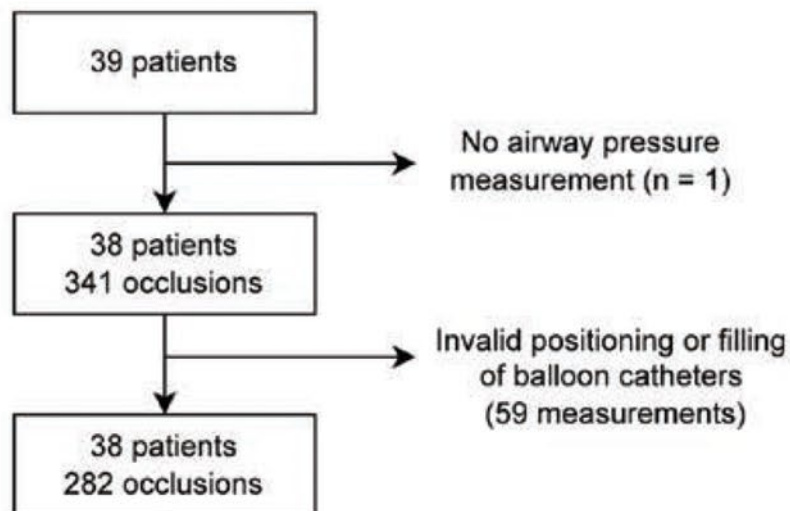 39 patients
No airway pressure
measurement (n = 1)
38 patients
341 occlusions
Invalid positioning or filling
of balloon catheters
(59 measurements)
38 patients
282 occlusions